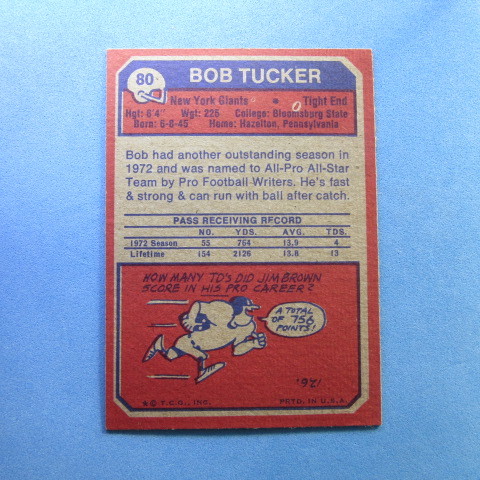 80
BOB TUCKER
New York Giants • Tight End
Hgt: 6'4" Wgt: 225 College: Bloomsburg State
Born: 6-8-45 Home: Hazelton, Pennsylvania
Bob had another outstanding season in
1972 and was named to All-Pro All-Star
Team by Pro Football Writers. He's fast
& strong & can run with ball after catch.
PASS RECEIVING RECORD
NO. YDS. AVG. TDS.
1972 Season 55 764 13.9 4
Lifetime 154 2126 13.8 13
HOW MANY TD'S DID JIM BROWN
SCORE IN HIS PRO CAREER?
A TOTAL
OF 756
POINTS!
'921
★ © T.C.G., INC. PRTD. IN U.S.A.